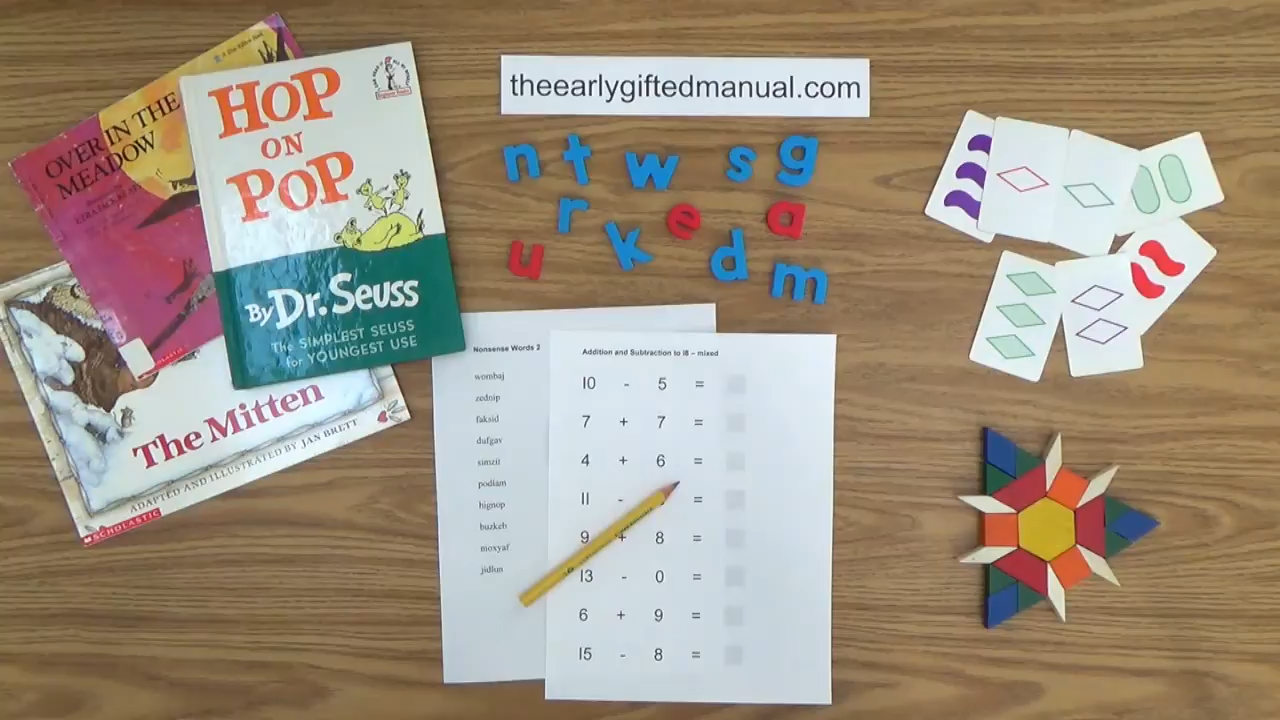 theearlygiftedmanual.com
OVER IN THE
MEADOW
HOP
ON
POP
By Dr. Seuss
The SIMPLEST SEUSS
for YOUNGEST USE
SCHOLASTIC
The Mitten
ADAPTED AND ILLUSTRATED BY JAN BRETT
SCHOLASTIC
n t w s g
r k e d a
u m
Nonsense Words 2
wombaj
zednip
faksid
dufgav
simzit
podiam
hignop
buzkeb
moxyaf
jidlun
Addition and Subtraction to 18 – mixed
10 - 5 =
7 + 7 =
4 + 6 =
11 - =
9 + 8 =
13 - 0 =
6 + 9 =
15 - 8 =